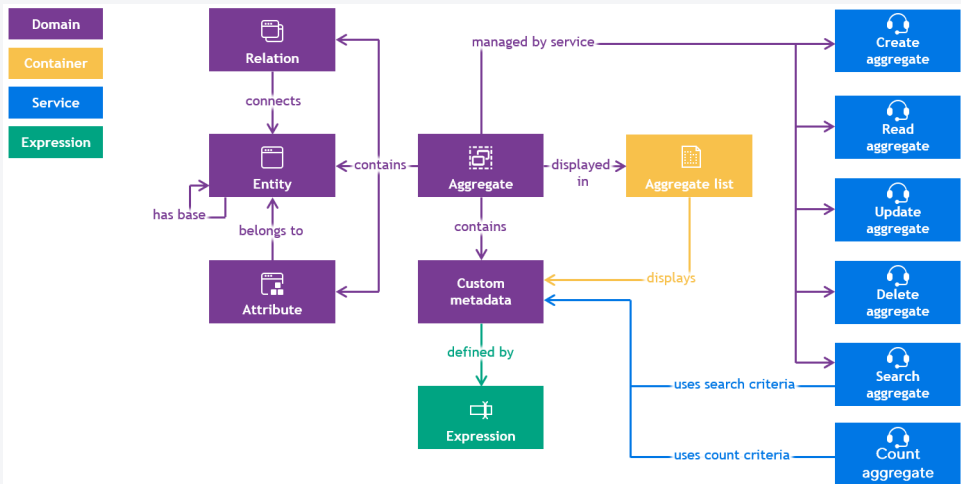 Domain
Container
Service
Expression
Relation
connects
Entity
has base
belongs to
Attribute
contains
managed by service
Aggregate
displayed
in
Aggregate list
contains
displays
Custom
metadata
defined by
Expression
uses search criteria
uses count criteria
Create
aggregate
Read
aggregate
Update
aggregate
Delete
aggregate
Search
aggregate
Count
aggregate